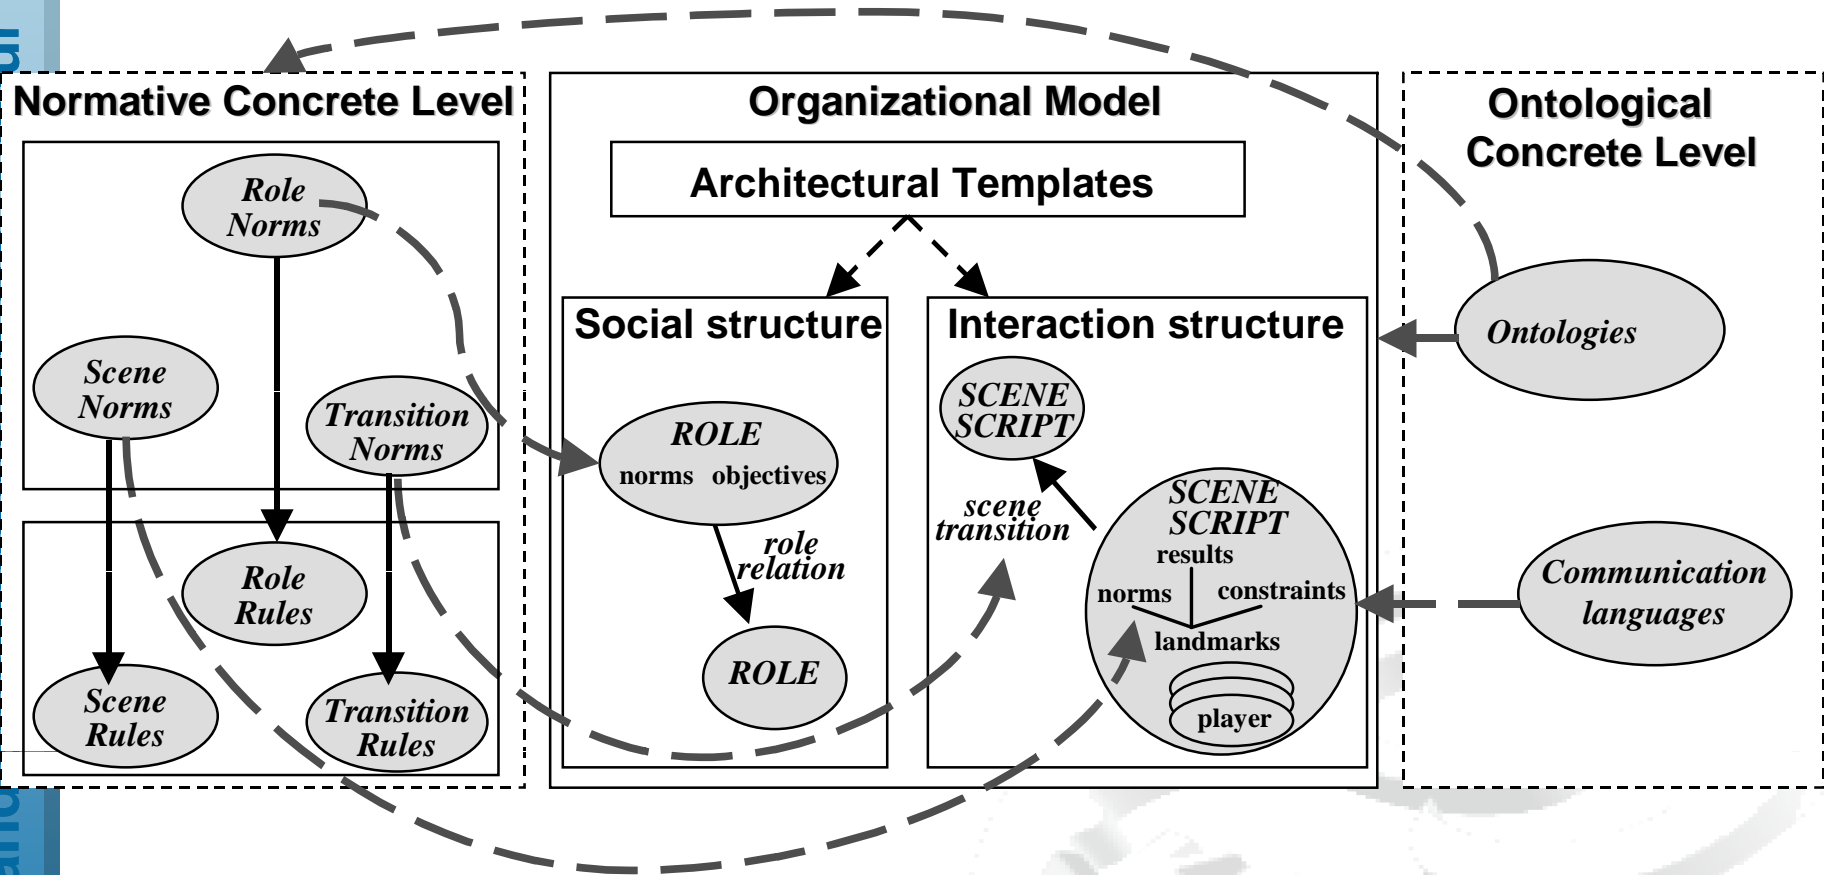 Normative Concrete Level
Role
Norms
Scene
Norms
Transition
Norms
Role
Rules
Scene
Rules
Transition
Rules
Organizational Model
Architectural Templates
Social structure
ROLE
norms objectives
role
relation
ROLE
Interaction structure
SCENE
SCRIPT
scene
transition
SCENE
SCRIPT
results
norms constraints
landmarks
player
Ontological
Concrete Level
Ontologies
Communication
languages
and